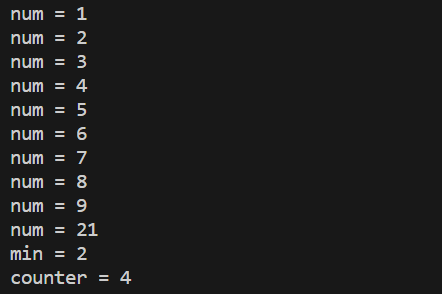 num = 1
num = 2
num = 3
num = 4
num = 5
num = 6
num = 7
num = 8
num = 9
num = 21
min = 2
counter = 4